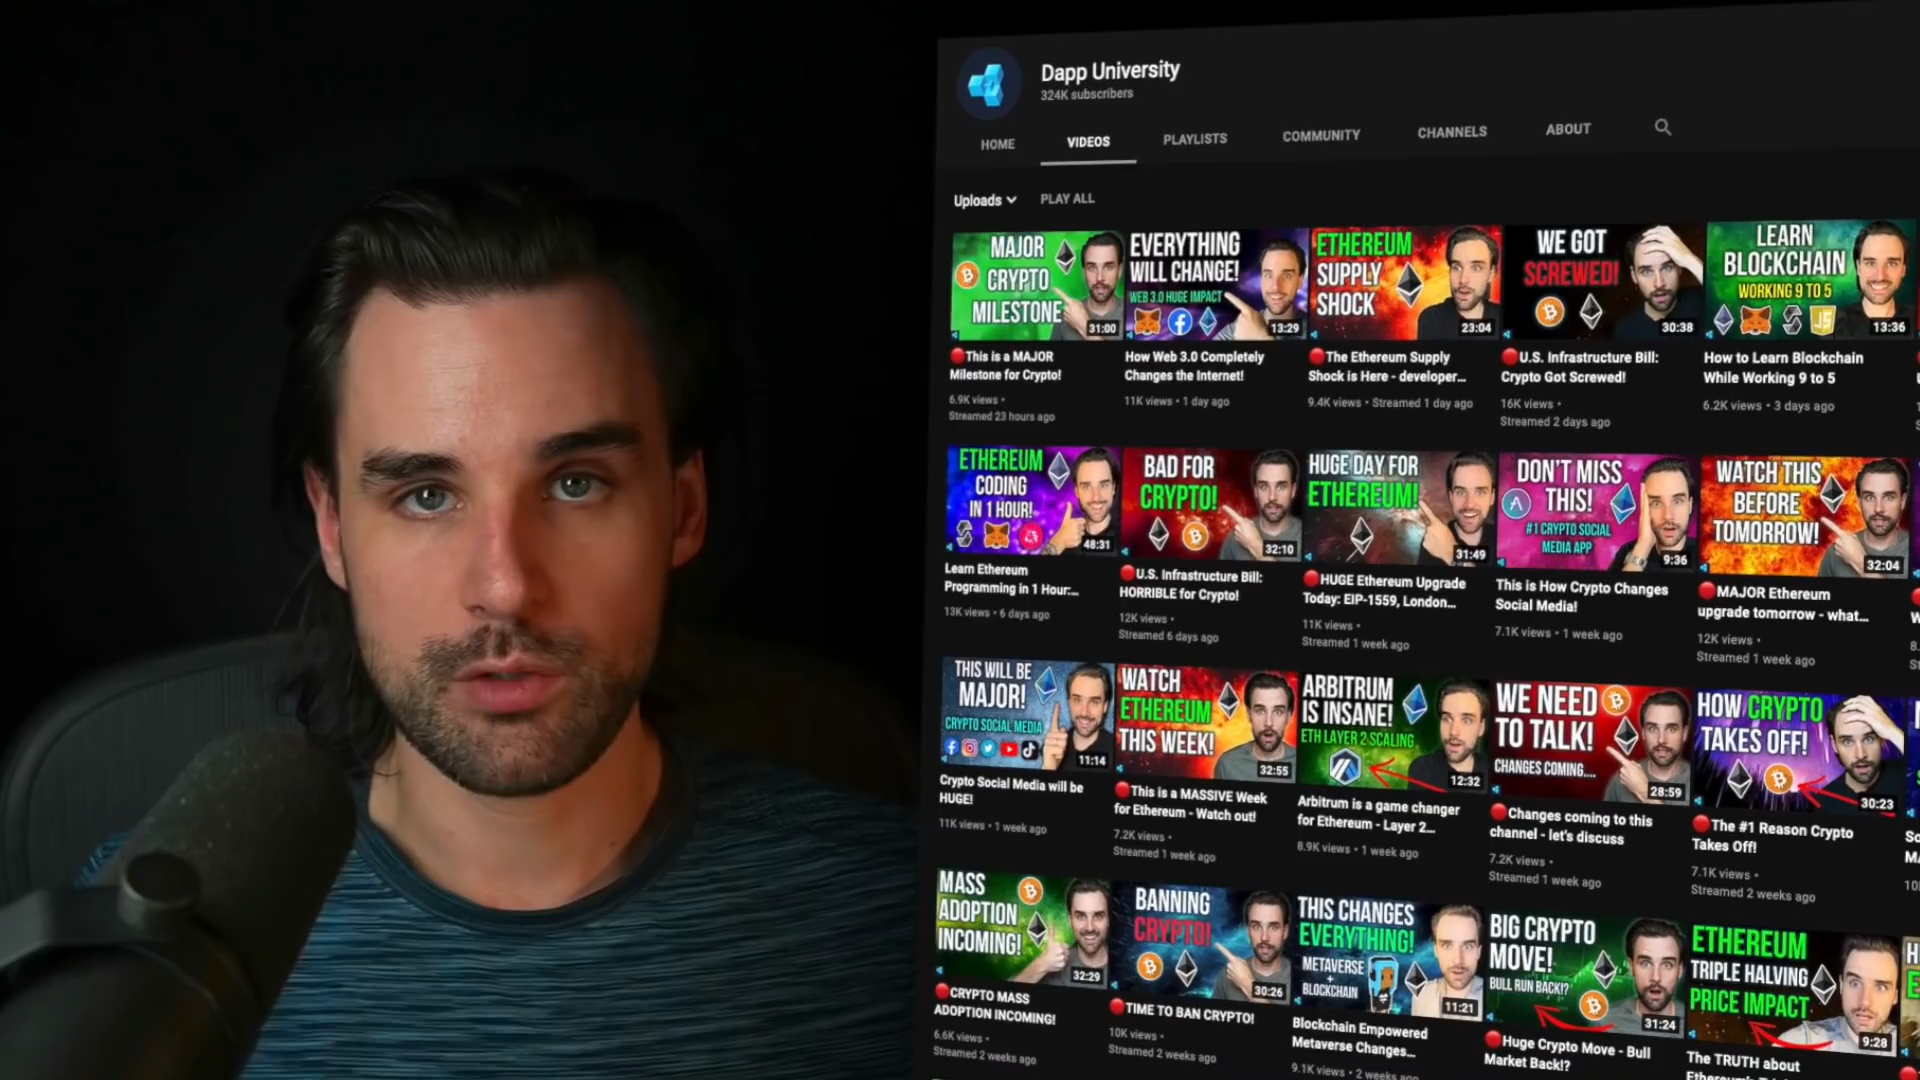 Dapp University
324K subscribers
HOME
VIDEOS
PLAYLISTS
COMMUNITY
CHANNELS
ABOUT
Uploads
PLAY ALL
MAJOR
CRYPTO
MILESTONE
31:00
This is a MAJOR
Milestone for Crypto!
6.9K views •
Streamed 23 hours ago
EVERYTHING
WILL CHANGE!
WEB 3.0 HUGE IMPACT
13:29
How Web 3.0 Completely
Changes the Internet!
11K views • 1 day ago
ETHEREUM
SUPPLY
SHOCK
23:04
The Ethereum Supply
Shock is Here - developer...
9.4K views • Streamed 1 day ago
WE GOT
SCREWED!
30:38
U.S. Infrastructure Bill:
Crypto Got Screwed!
16K views •
Streamed 2 days ago
LEARN
BLOCKCHAIN
WORKING 9 TO 5
JS
13:36
How to Learn Blockchain
While Working 9 to 5
6.2K views • 3 days ago
ETHEREUM
CODING
IN 1 HOUR!
48:31
Learn Ethereum
Programming in 1 Hour:...
13K views • 6 days ago
BAD FOR
CRYPTO!
32:10
U.S. Infrastructure Bill:
HORRIBLE for Crypto!
12K views •
Streamed 6 days ago
HUGE DAY FOR
ETHEREUM!
31:49
HUGE Ethereum Upgrade
Today: EIP-1559, London...
11K views •
Streamed 1 week ago
DON'T MISS
THIS!
#1 CRYPTO SOCIAL
MEDIA APP
9:36
This is How Crypto Changes
Social Media!
7.1K views • 1 week ago
WATCH THIS
BEFORE
TOMORROW!
32:04
MAJOR Ethereum
upgrade tomorrow - what...
12K views •
Streamed 1 week ago
THIS WILL BE
MAJOR!
CRYPTO SOCIAL MEDIA
11:14
Crypto Social Media will be
HUGE!
11K views • 1 week ago
WATCH
ETHEREUM
THIS WEEK!
32:55
This is a MASSIVE Week
for Ethereum - Watch out!
7.2K views •
Streamed 1 week ago
ARBITRUM
IS INSANE!
ETH LAYER 2 SCALING
12:32
Arbitrum is a game changer
for Ethereum - Layer 2...
8.9K views • 1 week ago
WE NEED
TO TALK!
CHANGES COMING....
28:59
Changes coming to this
channel - let's discuss
7.2K views •
Streamed 1 week ago
HOW CRYPTO
TAKES OFF!
30:23
The #1 Reason Crypto
Takes Off!
7.1K views •
Streamed 2 weeks ago
MASS
ADOPTION
INCOMING!
32:29
CRYPTO MASS
ADOPTION INCOMING!
6.6K views •
Streamed 2 weeks ago
BANNING
CRYPTO!
30:26
TIME TO BAN CRYPTO!
10K views •
Streamed 2 weeks ago
THIS CHANGES
EVERYTHING!
METAVERSE
+
BLOCKCHAIN
11:21
Blockchain Empowered
Metaverse Changes...
9.1K views • 2 weeks ago
BIG CRYPTO
MOVE!
BULL RUN BACK!?
31:24
Huge Crypto Move - Bull
Market Back!?
ETHEREUM
TRIPLE HALVING
PRICE IMPACT
9:28
The TRUTH about